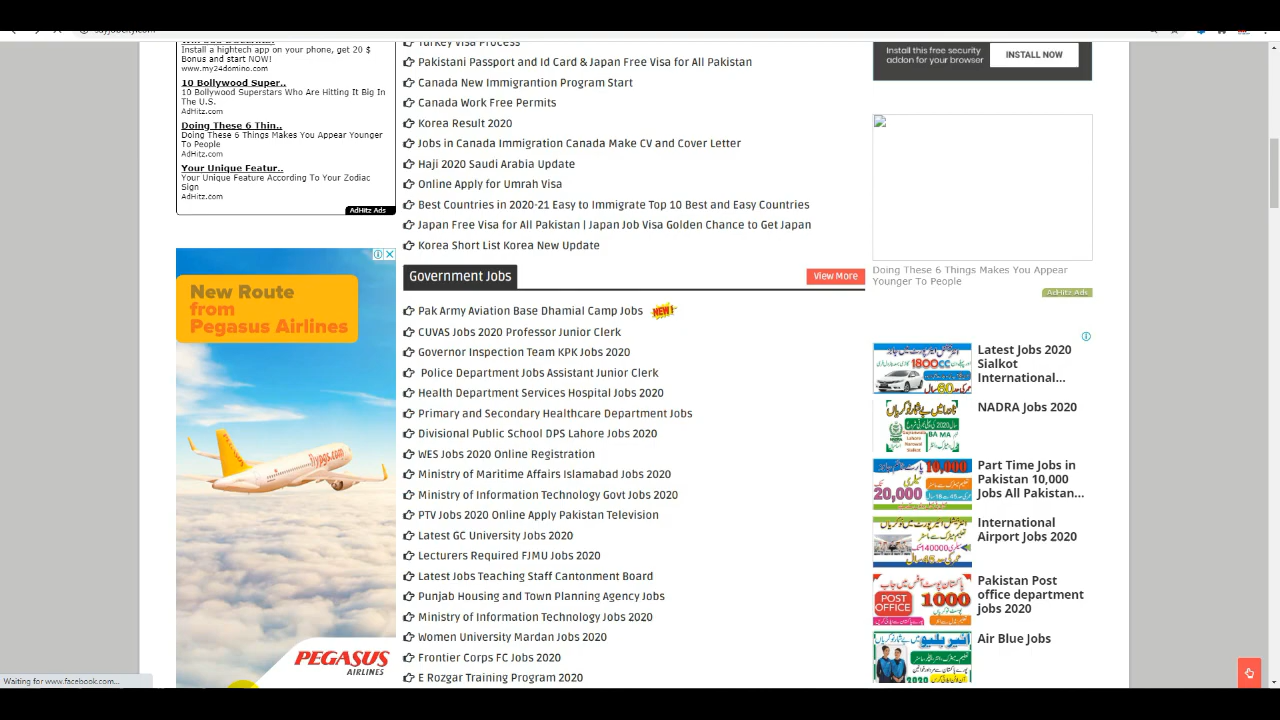 Install a hightech app on your phone, get 20 $
Bonus and start NOW!
www.my24domino.com
10 Bollywood Super..
10 Bollywood Superstars Who Are Hitting It Big In
The U.S.
AdHitz.com
Doing These 6 Thin..
Doing These 6 Things Makes You Appear Younger
To People
AdHitz.com
Your Unique Featur..
Your Unique Feature According To Your Zodiac
Sign
AdHitz.com
AdHitz Ads
New Route
from
Pegasus Airlines
flypgs.com
PEGASUS
AIRLINES
Turkey Visa Process
Pakistani Passport and Id Card & Japan Free Visa for All Pakistan
Canada New Immigrantion Program Start
Canada Work Free Permits
Korea Result 2020
Jobs in Canada Immigration Canada Make CV and Cover Letter
Haji 2020 Saudi Arabia Update
Online Apply for Umrah Visa
Best Countries in 2020-21 Easy to Immigrate Top 10 Best and Easy Countries
Japan Free Visa for All Pakistan | Japan Job Visa Golden Chance to Get Japan
Korea Short List Korea New Update
Government Jobs
View More
Pak Army Aviation Base Dhamial Camp Jobs NEW!
CUVAS Jobs 2020 Professor Junior Clerk
Governor Inspection Team KPK Jobs 2020
Police Department Jobs Assistant Junior Clerk
Health Department Services Hospital Jobs 2020
Primary and Secondary Healthcare Department Jobs
Divisional Public School DPS Lahore Jobs 2020
WES Jobs 2020 Online Registration
Ministry of Maritime Affairs Islamabad Jobs 2020
Ministry of Information Technology Govt Jobs 2020
PTV Jobs 2020 Online Apply Pakistan Television
Latest GC University Jobs 2020
Lecturers Required FJMU Jobs 2020
Latest Jobs Teaching Staff Cantonment Board
Punjab Housing and Town Planning Agency Jobs
Ministry of Information Technology Jobs 2020
Women University Mardan Jobs 2020
Frontier Corps FC Jobs 2020
E Rozgar Training Program 2020
Install this free security
addon for your browser
INSTALL NOW
Doing These 6 Things Makes You Appear
Younger To People
AdHitz Ads
1800cc
Latest Jobs 2020
Sialkot
International...
NADRA Jobs 2020
BA MA
10,000
20,000
Part Time Jobs in
Pakistan 10,000
Jobs All Pakistan...
140000
International
Airport Jobs 2020
POST
OFFICE
1000
Pakistan Post
office department
jobs 2020
Air Blue Jobs
2020
Waiting for www.facebook.com...